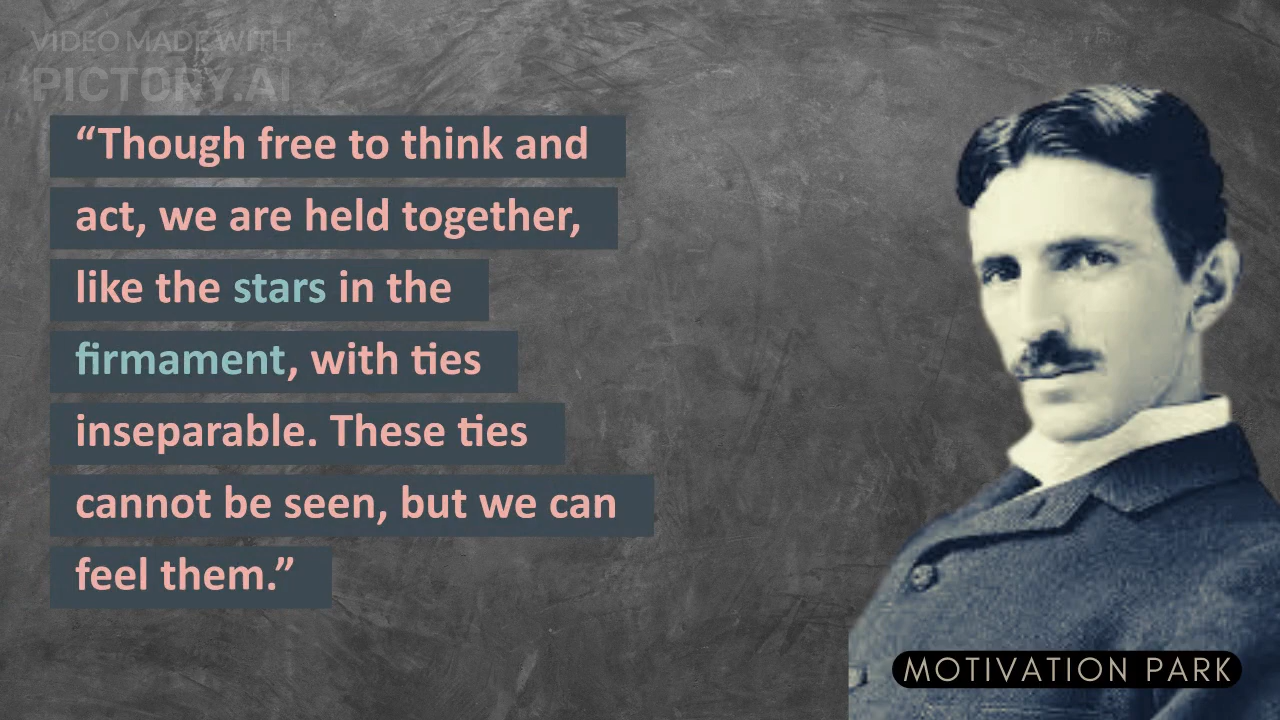 VIDEO MADE WITH
PICTORY.AI
“Though free to think and
act, we are held together,
like the stars in the
firmament, with ties
inseparable. These ties
cannot be seen, but we can
feel them.”
MOTIVATION PARK